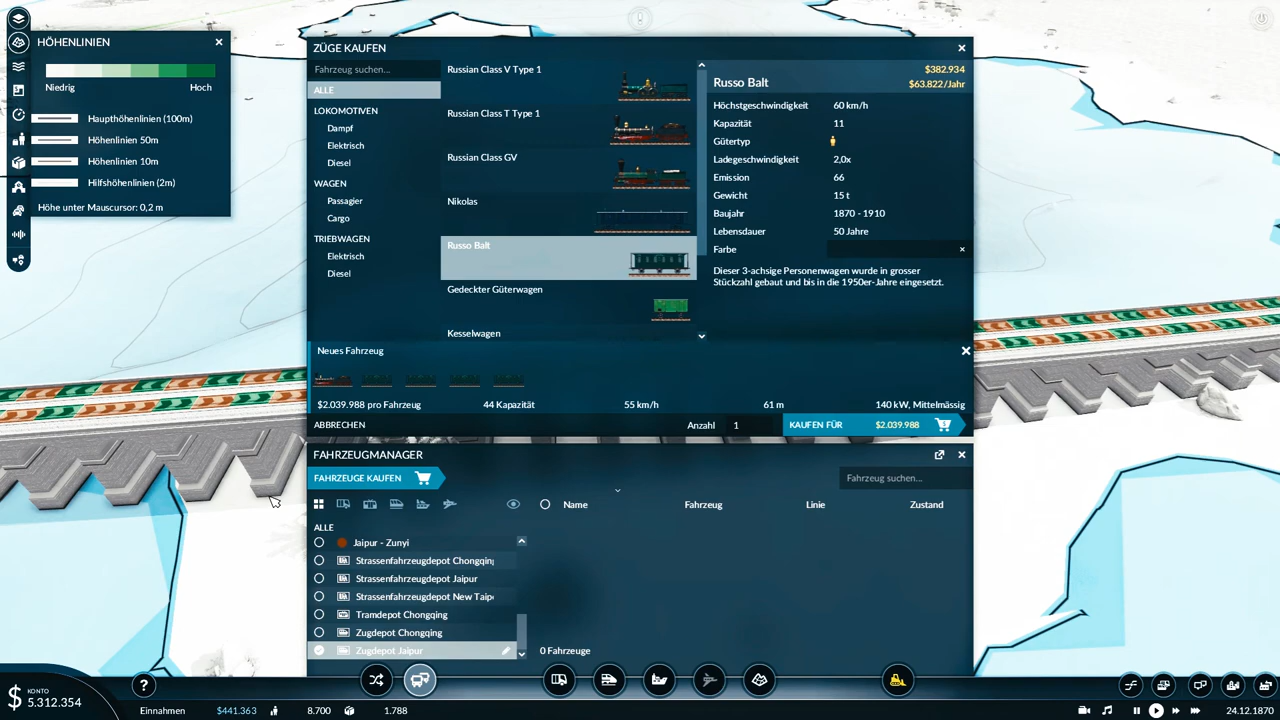 HÖHENLINIEN
Niedrig Hoch
Haupthöhenlinien (100m)
Höhenlinien 50m
Höhenlinien 10m
Hilfshöhenlinien (2m)
Höhe unter Mauscursor: 0,2 m
ZÜGE KAUFEN
Fahrzeug suchen...
ALLE
LOKOMOTIVEN
Dampf
Elektrisch
Diesel
WAGEN
Passagier
Cargo
TRIEBWAGEN
Elektrisch
Diesel
Russian Class V Type 1
Russian Class T Type 1
Russian Class GV
Nikolas
Russo Balt
Gedeckter Güterwagen
Kesselwagen
$382.934
Russo Balt
$63.822/Jahr
Höchstgeschwindigkeit 60 km/h
Kapazität 11
Gütertyp
Ladegeschwindigkeit 2,0x
Emission 66
Gewicht 15 t
Baujahr 1870 - 1910
Lebensdauer 50 Jahre
Farbe
Dieser 3-achsige Personenwagen wurde in grosser
Stückzahl gebaut und bis in die 1950er-Jahre eingesetzt.
Neues Fahrzeug
$2.039.988 pro Fahrzeug 44 Kapazität 55 km/h 61 m 140 kW, Mittelmässig
ABBRECHEN Anzahl 1 KAUFEN FÜR $2.039.988
FAHRZEUGMANAGER
FAHRZEUGE KAUFEN
Fahrzeug suchen...
Name Fahrzeug Linie Zustand
ALLE
Jaipur - Zunyi
Strassenfahrzeugdepot Chongqing
Strassenfahrzeugdepot Jaipur
Strassenfahrzeugdepot New Taipe
Tramdepot Chongqing
Zugdepot Chongqing
Zugdepot Jaipur
0 Fahrzeuge
$ KONTO
5.312.354
?
Einnahmen $441.363 8.700 1.788
24.12.1870